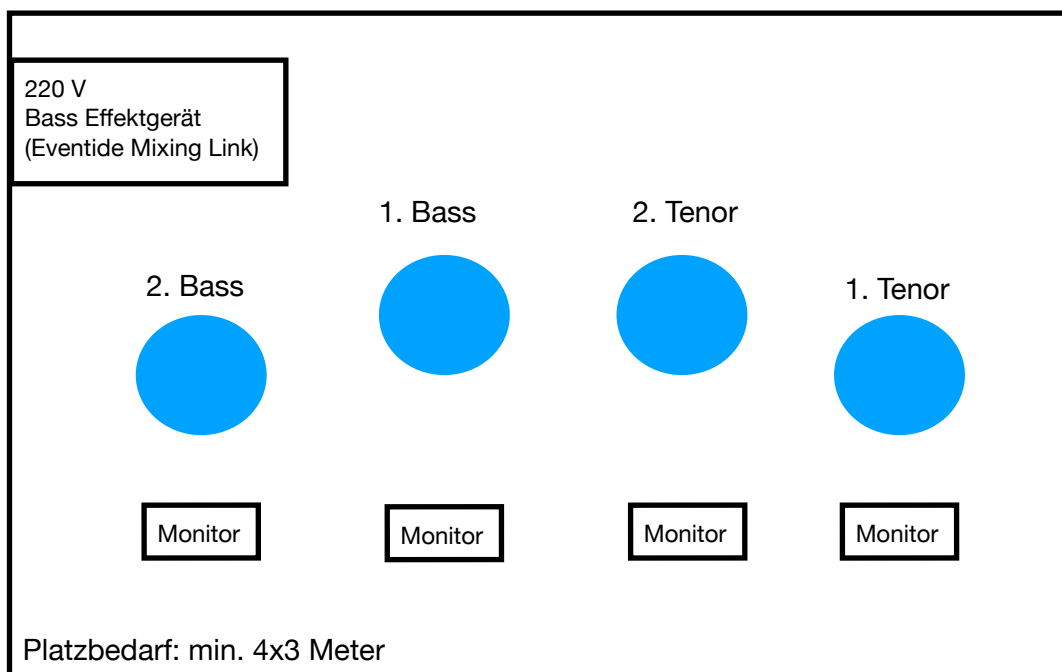 220 V
Bass Effektgerät
(Eventide Mixing Link)
1. Bass
2. Tenor
2. Bass
1. Tenor
Monitor
Monitor
Monitor
Monitor
Platzbedarf: min. 4x3 Meter